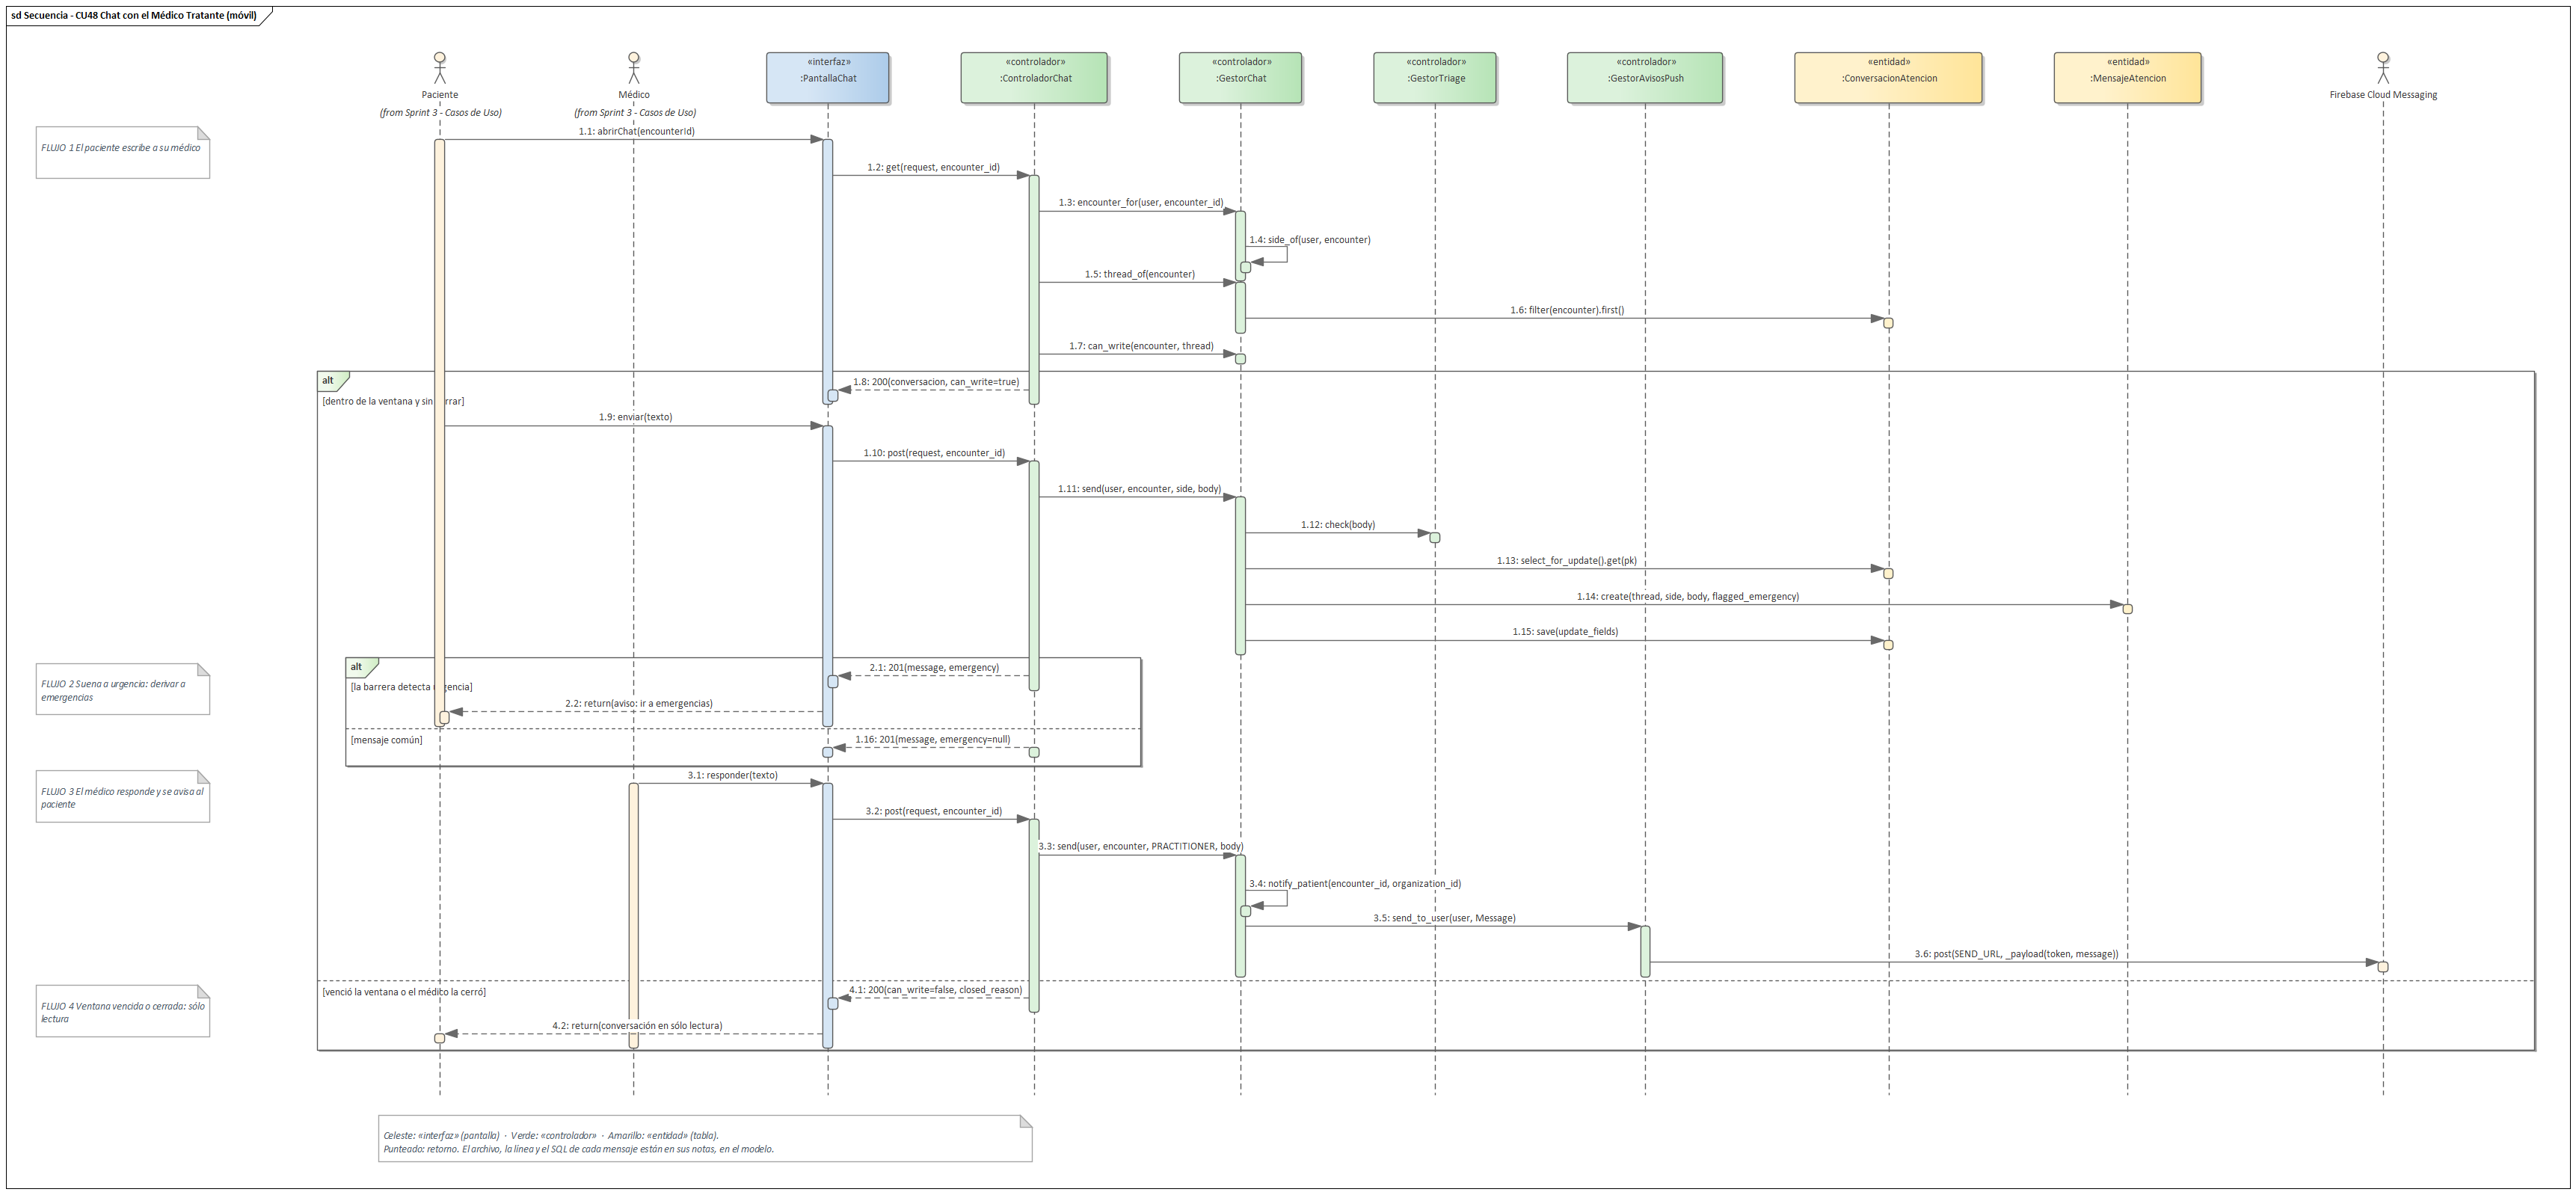 sd Secuencia - CU48 Chat con el Médico Tratante (móvil)
Paciente
(from Sprint 3 - Casos de Uso)
Médico
(from Sprint 3 - Casos de Uso)
«interfaz»
:PantallaChat
«controlador»
:ControladorChat
«controlador»
:GestorChat
«controlador»
:GestorTriage
«controlador»
:GestorAvisosPush
«entidad»
:ConversacionAtencion
«entidad»
:MensajeAtencion
Firebase Cloud Messaging
FLUJO 1 El paciente escribe a su médico
1.1: abrirChat(encounterId)
1.2: get(request, encounter_id)
1.3: encounter_for(user, encounter_id)
1.4: side_of(user, encounter)
1.5: thread_of(encounter)
1.6: filter(encounter).first()
1.7: can_write(encounter, thread)
alt
1.8: 200(conversacion, can_write=true)
[dentro de la ventana y sin rrar]
1.9: enviar(texto)
1.10: post(request, encounter_id)
1.11: send(user, encounter, side, body)
1.12: check(body)
1.13: select_for_update().get(pk)
1.14: create(thread, side, body, flagged_emergency)
1.15: save(update_fields)
FLUJO 2 Suena a urgencia: derivar a
emergencias
alt
2.1: 201(message, emergency)
[la barrera detecta gencia]
2.2: return(aviso: ir a emergencias)
[mensaje común]
1.16: 201(message, emergency=null)
FLUJO 3 El médico responde y se avisa al
paciente
3.1: responder(texto)
3.2: post(request, encounter_id)
3.3: send(user, encounter, PRACTITIONER, body)
3.4: notify_patient(encounter_id, organization_id)
3.5: send_to_user(user, Message)
3.6: post(SEND_URL, _payload(token, message))
FLUJO 4 Ventana vencida o cerrada: sólo
lectura
[venció la ventana o el médico la cerró]
4.1: 200(can_write=false, closed_reason)
4.2: return(conversación en sólo lectura)
Celeste: «interfaz» (pantalla) · Verde: «controlador» · Amarillo: «entidad» (tabla).
Punteado: retorno. El archivo, la línea y el SQL de cada mensaje están en sus notas, en el modelo.